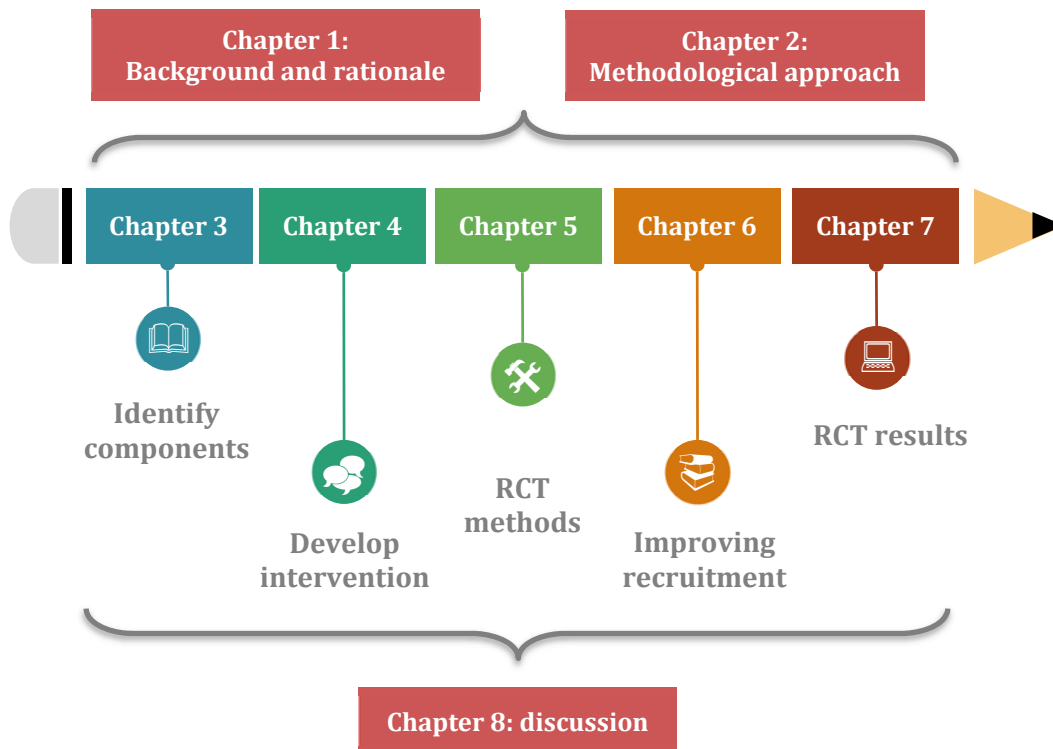 Chapter 1:
Background and rationale
Chapter 2:
Methodological approach
Chapter 3
Chapter 4
Chapter 5
Chapter 6
Chapter 7
Identify
components
Develop
intervention
RCT
methods
Improving
recruitment
RCT results
Chapter 8: discussion